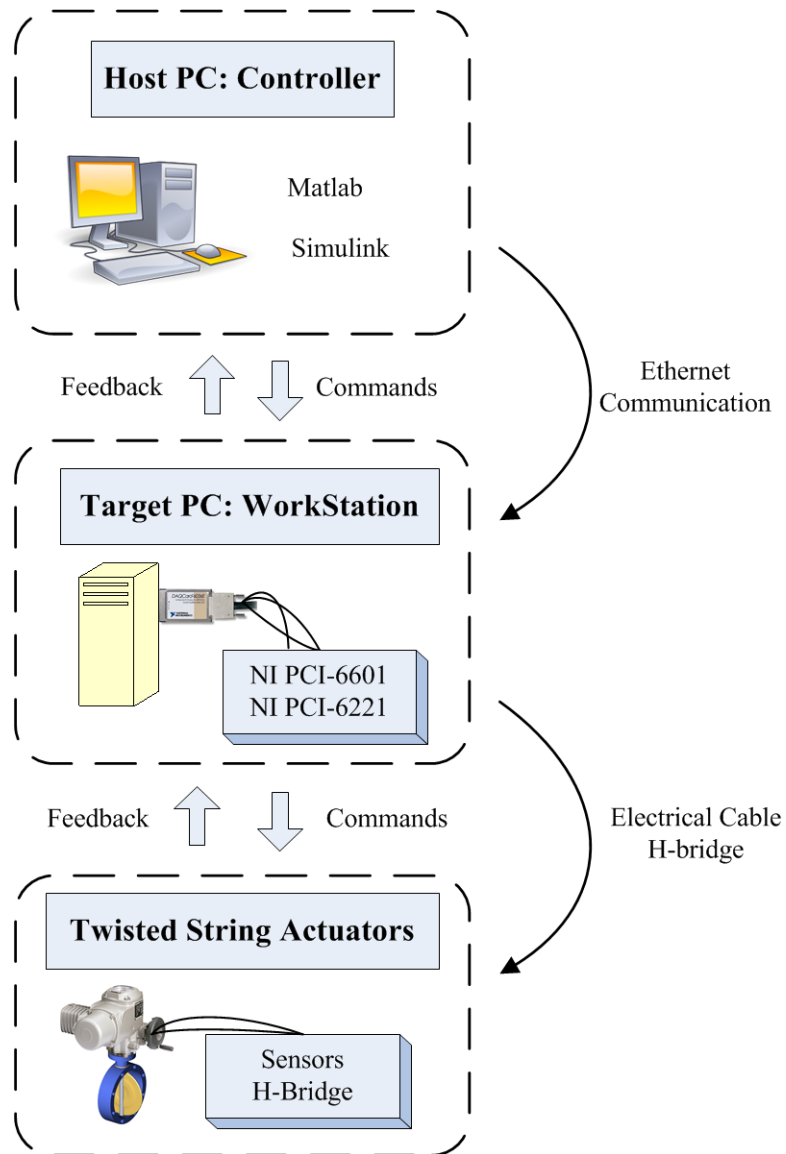 Host PC: Controller
Matlab
Simulink
Feedback
Commands
Ethernet
Communication
Target PC: WorkStation
NI PCI-6601
NI PCI-6221
Feedback
Commands
Electrical Cable
H-bridge
Twisted String Actuators
Sensors
H-Bridge